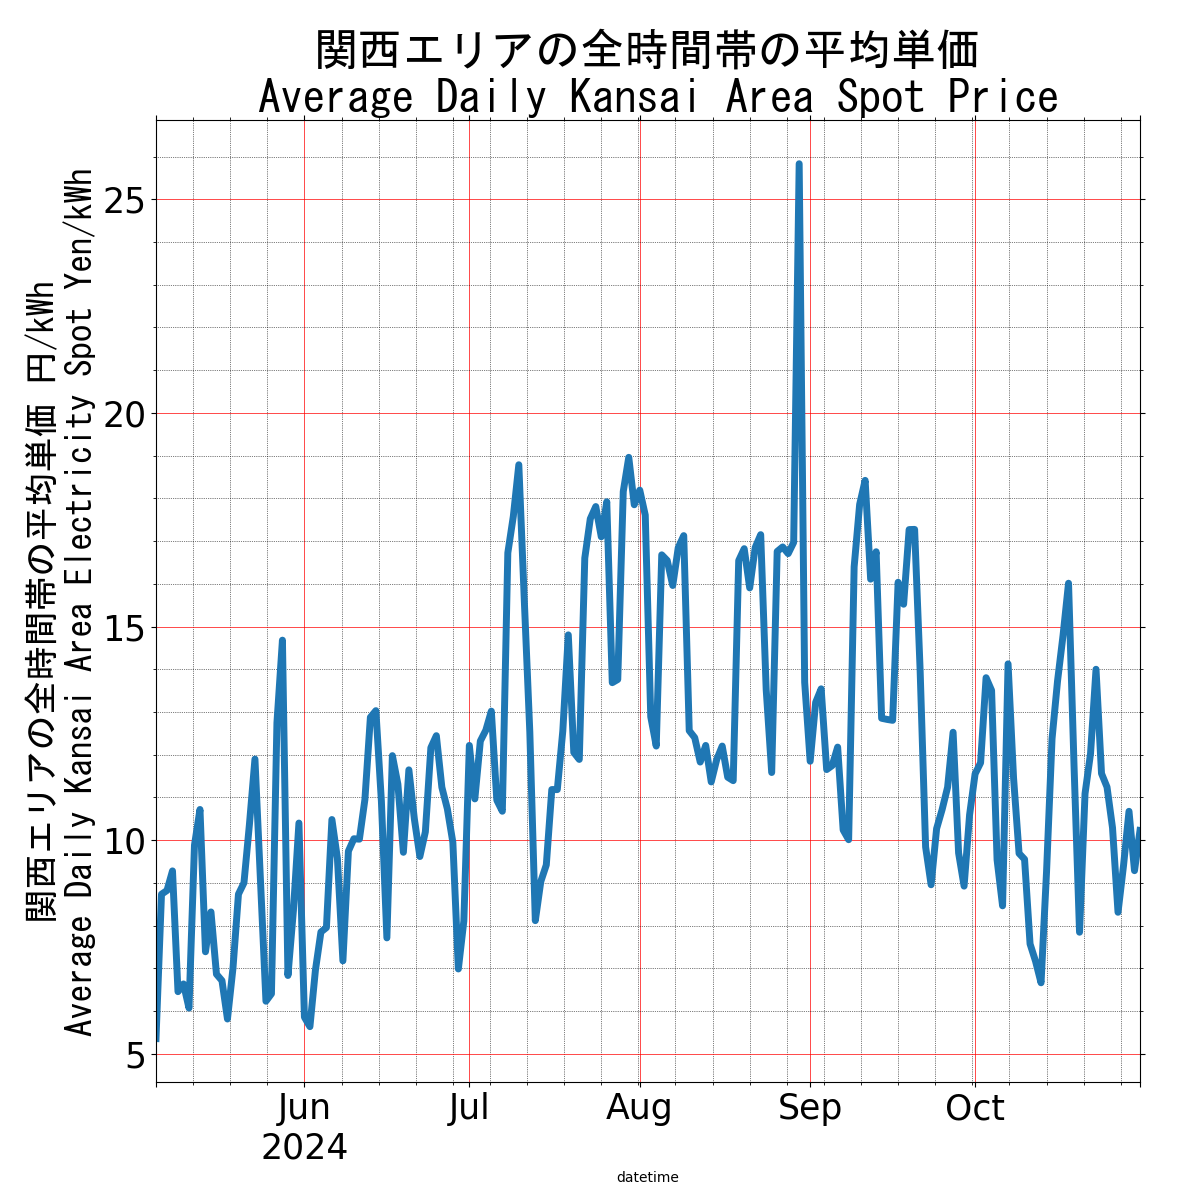 関西エリアの全時間帯の平均単価
Average Daily Kansai Area Spot Price
関西エリアの全時間帯の平均単価 円/kWh
Average Daily Kansai Area Electricity Spot Yen/kWh
25
20
15
10
5
Jun
2024
Jul
Aug
Sep
Oct
datetime